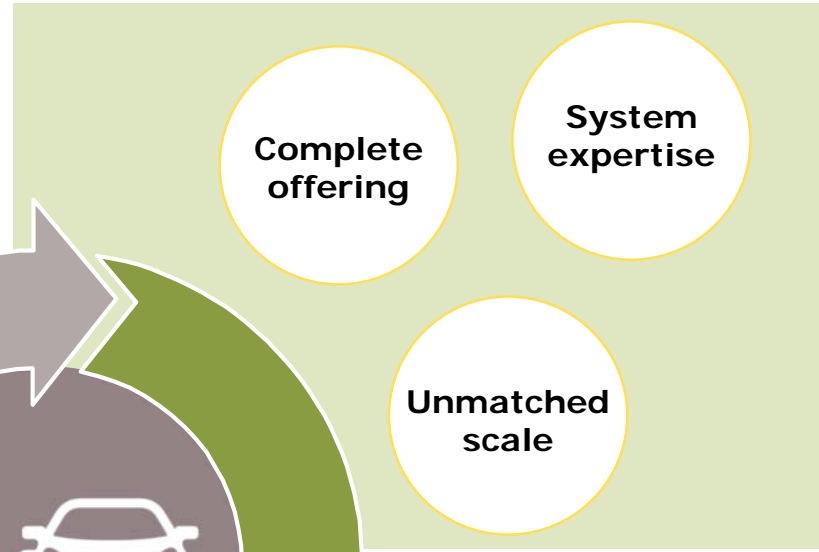 Complete
offering
System
expertise
Unmatched
scale